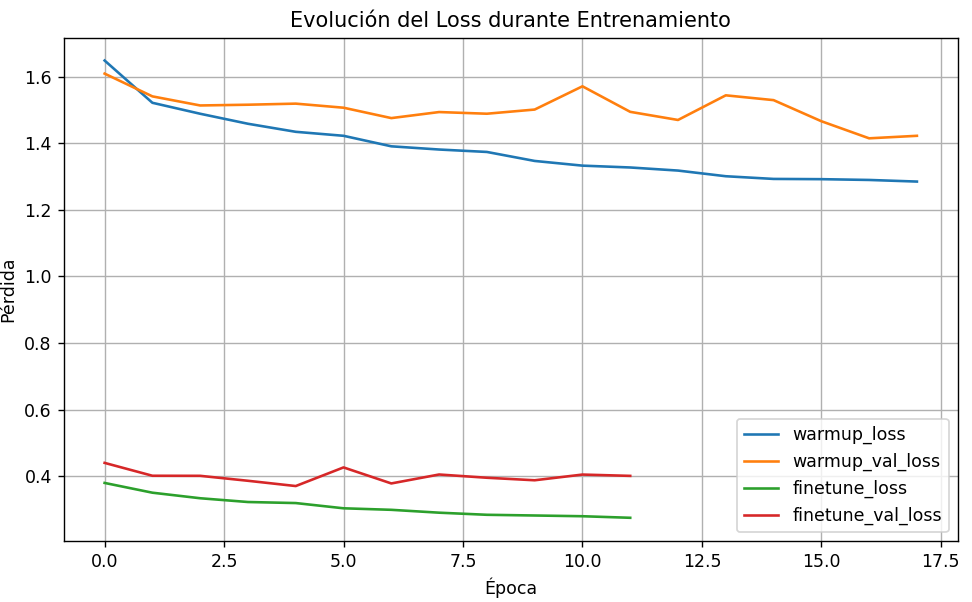 Evolución del Loss durante Entrenamiento
Pérdida
1.6
1.4
1.2
1.0
0.8
0.6
0.4
warmup_loss
warmup_val_loss
finetune_loss
finetune_val_loss
0.0 2.5 5.0 7.5 10.0 12.5 15.0 17.5
Época